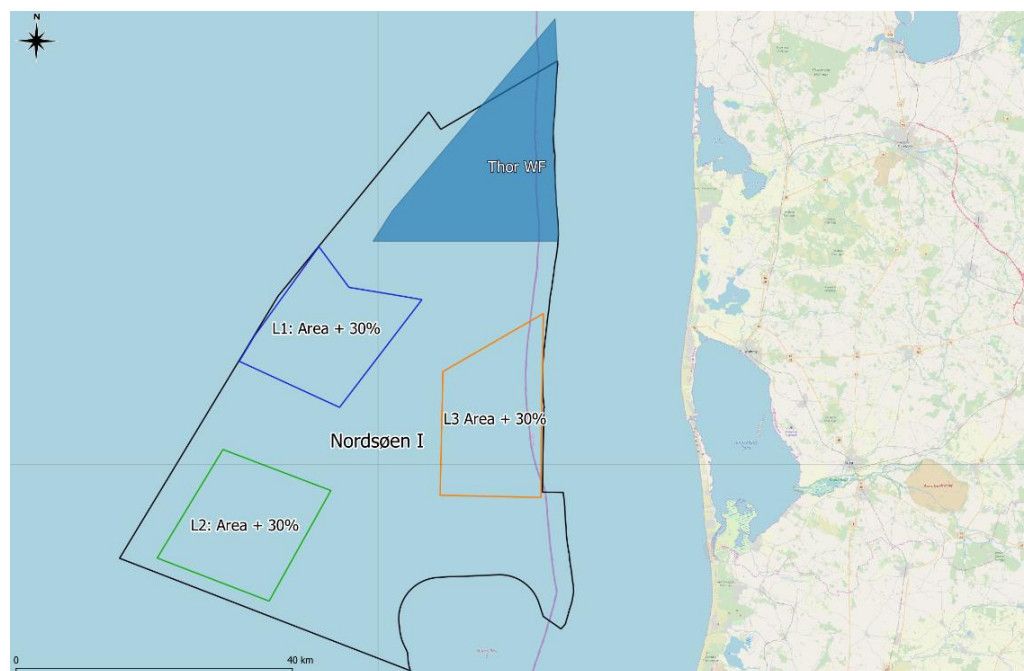 N
Thor WF
L1: Area + 30%
L3 Area + 30%
Nordsøen I
L2: Area + 30%
0
40 km